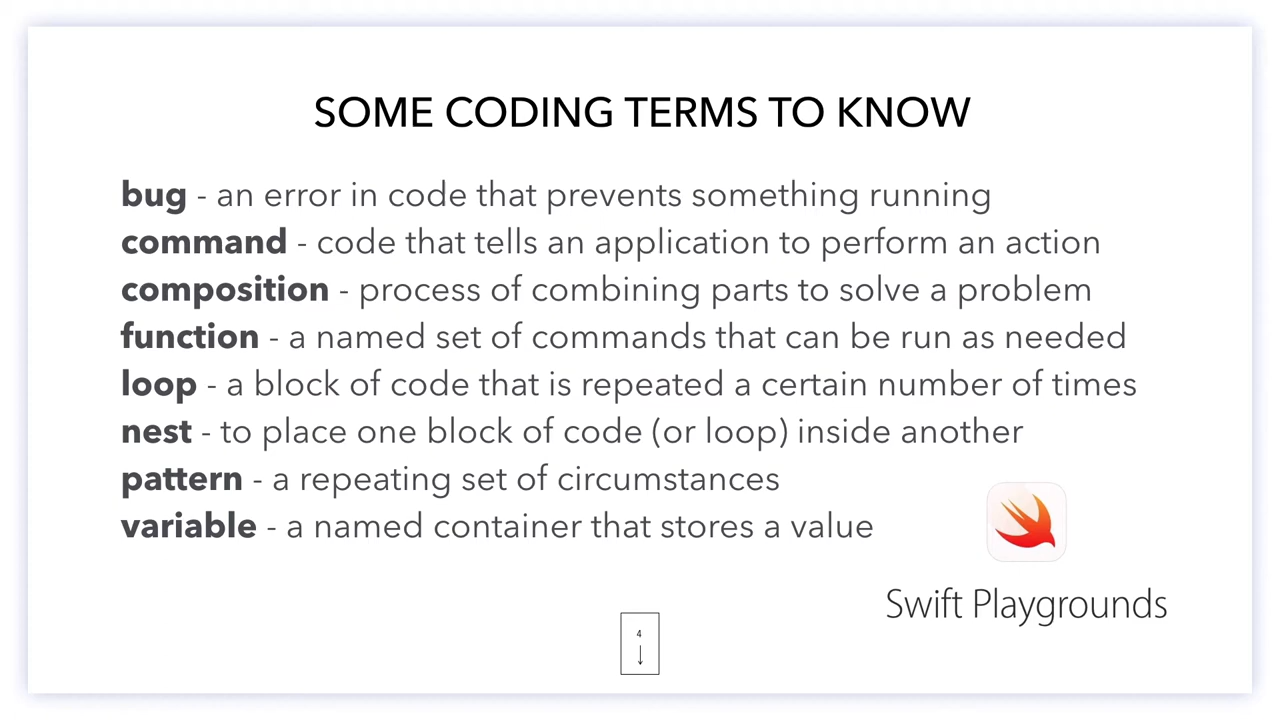 SOME CODING TERMS TO KNOW
bug - an error in code that prevents something running
command - code that tells an application to perform an action
composition - process of combining parts to solve a problem
function - a named set of commands that can be run as needed
loop - a block of code that is repeated a certain number of times
nest - to place one block of code (or loop) inside another
pattern - a repeating set of circumstances
variable - a named container that stores a value
Swift Playgrounds
4